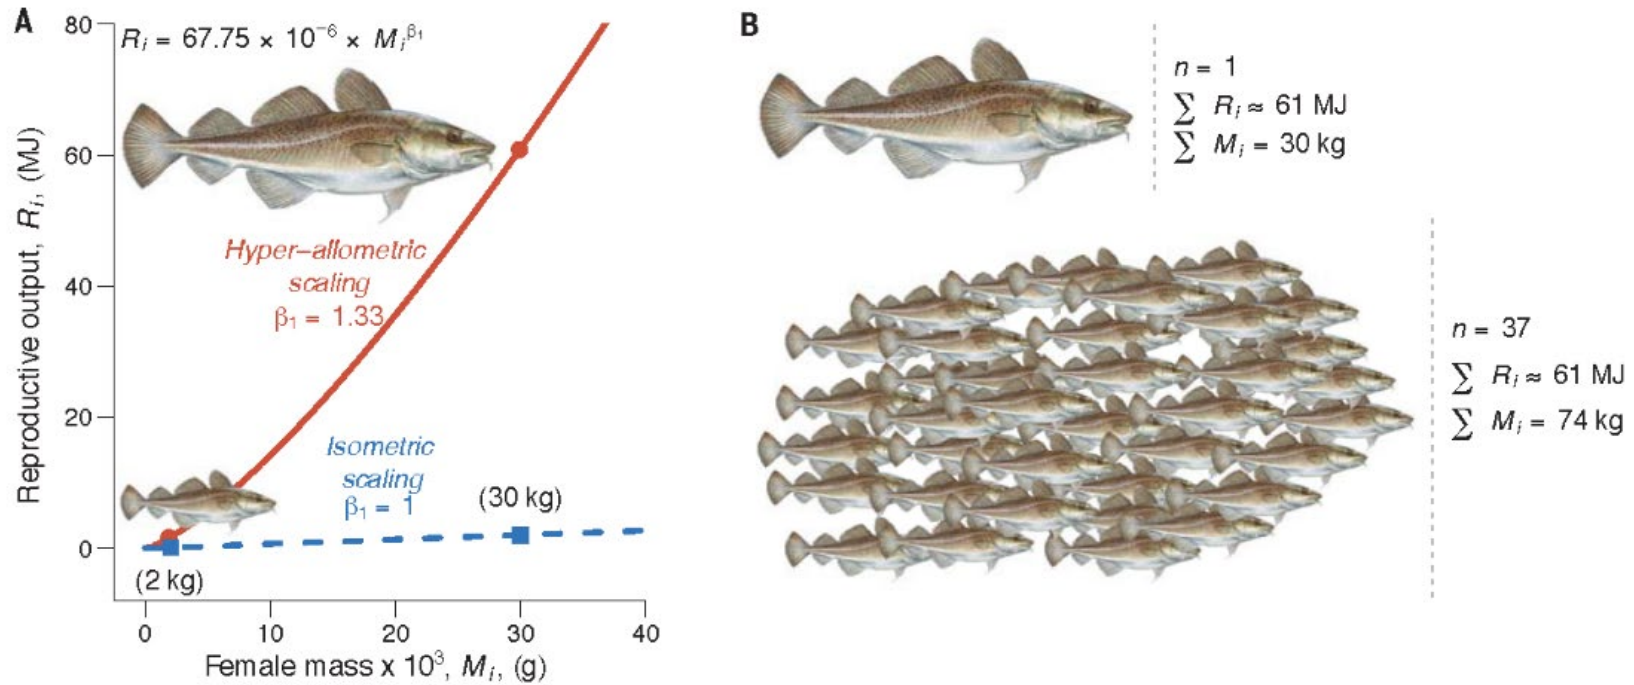 A
80
60
40
20
0
Reproductive output, Rᵢ, (MJ)
Rᵢ = 67.75 × 10⁻⁶ × Mᵢ^β₁
Hyper–allometric
scaling
β₁ = 1.33
Isometric
scaling
β₁ = 1
(30 kg)
(2 kg)
0 10 20 30 40
Female mass x 10³, Mᵢ, (g)
B
n = 1
∑ Rᵢ ≈ 61 MJ
∑ Mᵢ = 30 kg
n = 37
∑ Rᵢ ≈ 61 MJ
∑ Mᵢ = 74 kg